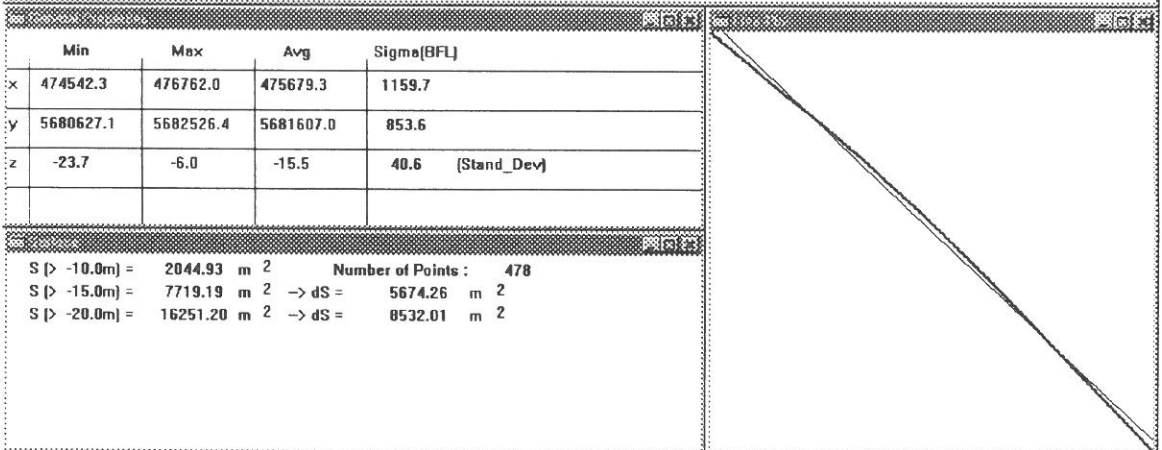 General Properties
Min Max Avg Sigma(BFL)
x 474542.3 476762.0 475679.3 1159.7
y 5680627.1 5682526.4 5681607.0 853.6
z -23.7 -6.0 -15.5 40.6 (Stand_Dev)
S (> -10.0m) = 2044.93 m 2 Number of Points : 478
S (> -15.0m) = 7719.19 m 2 –> dS = 5674.26 m 2
S (> -20.0m) = 16251.20 m 2 –> dS = 8532.01 m 2